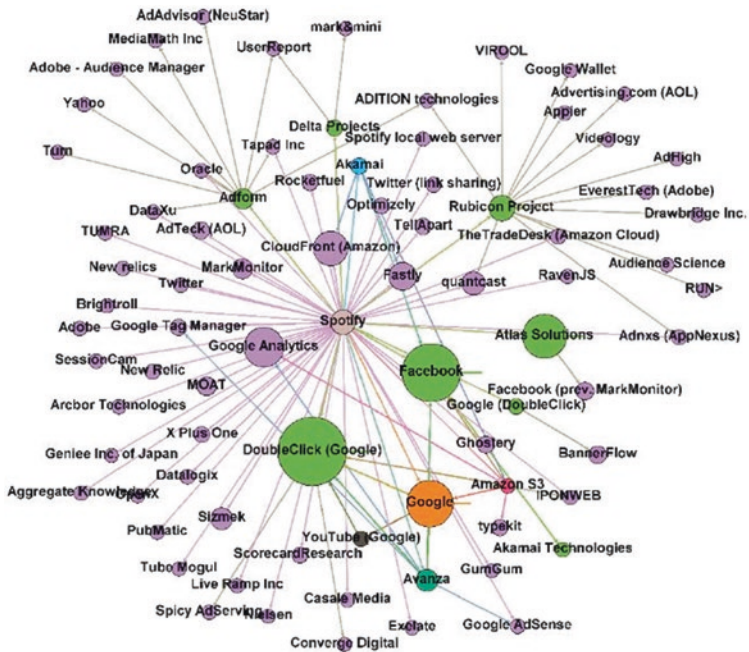 AdAdvisor (NeuStar)
mark&mini
MediaMath Inc
UserReport
VIROOL
Adobe - Audience Manager
Google Wallet
Yahoo
ADITION technologies
Advertising.com (AOL)
Appier
Delta Projects
Spotify local web server
Videology
Turn
Tapad Inc
Akamai
AdHigh
Oracle
Rocketfuel
Twitter (link sharing)
Adform
Optimizely
Rubicon Project
EverestTech (Adobe)
DataXu
Drawbridge Inc.
TUMRA
AdTeck (AOL)
TellApart
TheTradeDesk (Amazon Cloud)
CloudFront (Amazon)
New relics
MarkMonitor
Fastly
Audience Science
Twitter
quantcast
RavenJS
RUN>
Brightroll
Spotify
Adobe
Google Tag Manager
Atlas Solutions
Adnxs (AppNexus)
Google Analytics
SessionCam
New Relic
Facebook
MOAT
Facebook (prev. MarkMonitor)
Arcbor Technologies
Google (DoubleClick)
X Plus One
Ghostery
DoubleClick (Google)
BannerFlow
Geniee Inc. of Japan
Datalogix
Amazon S3
Aggregate Knowledge
IPONWEB
Google
Sizmek
PubMatic
typekit
YouTube (Google)
Akamai Technologies
ScorecardResearch
Tubo Mogul
GumGum
Live Ramp Inc
Avanza
Casale Media
Spicy AdServing
Nielsen
Exelate
Google AdSense
Converge Digital